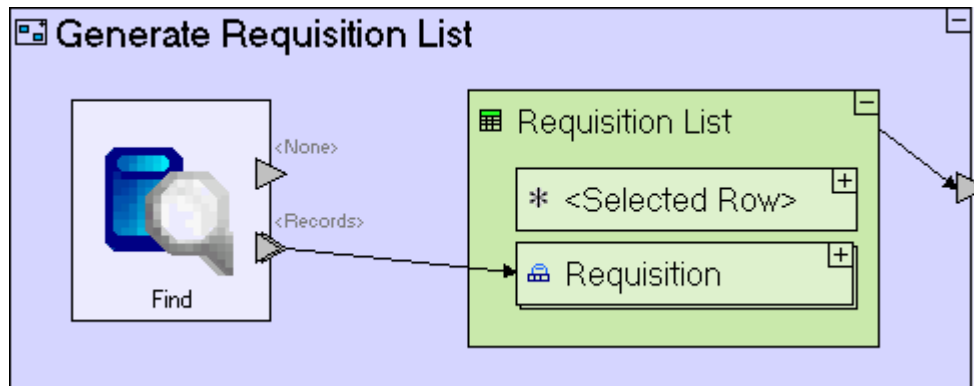 Generate Requisition List
<None>
<Records>
Find
Requisition List
* <Selected Row>
Requisition